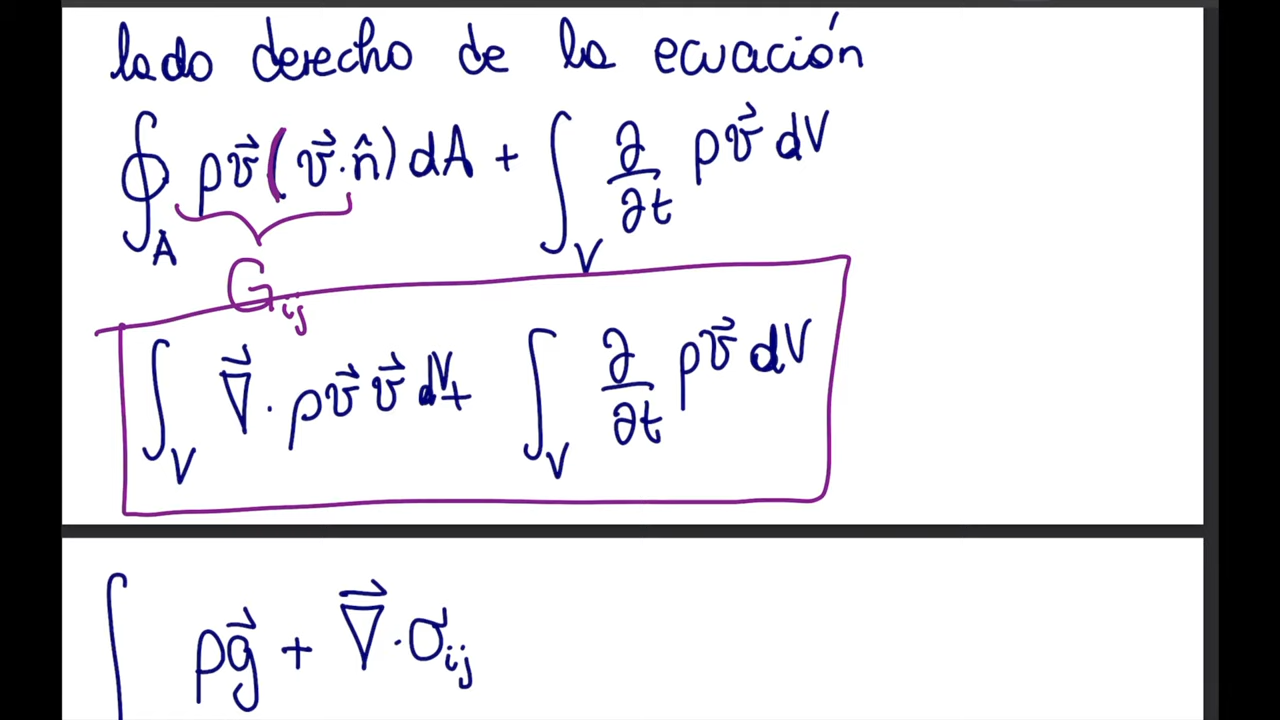 lado derecho de la ecuación
∮_A ρv⃗(v⃗·n̂)dA + ∫_V ∂/∂t ρv⃗ dV
G_ij
∫_V ∇⃗·ρv⃗v⃗ dV + ∫_V ∂/∂t ρv⃗ dV
∫ ρg⃗ + ∇⃗·σ_ij